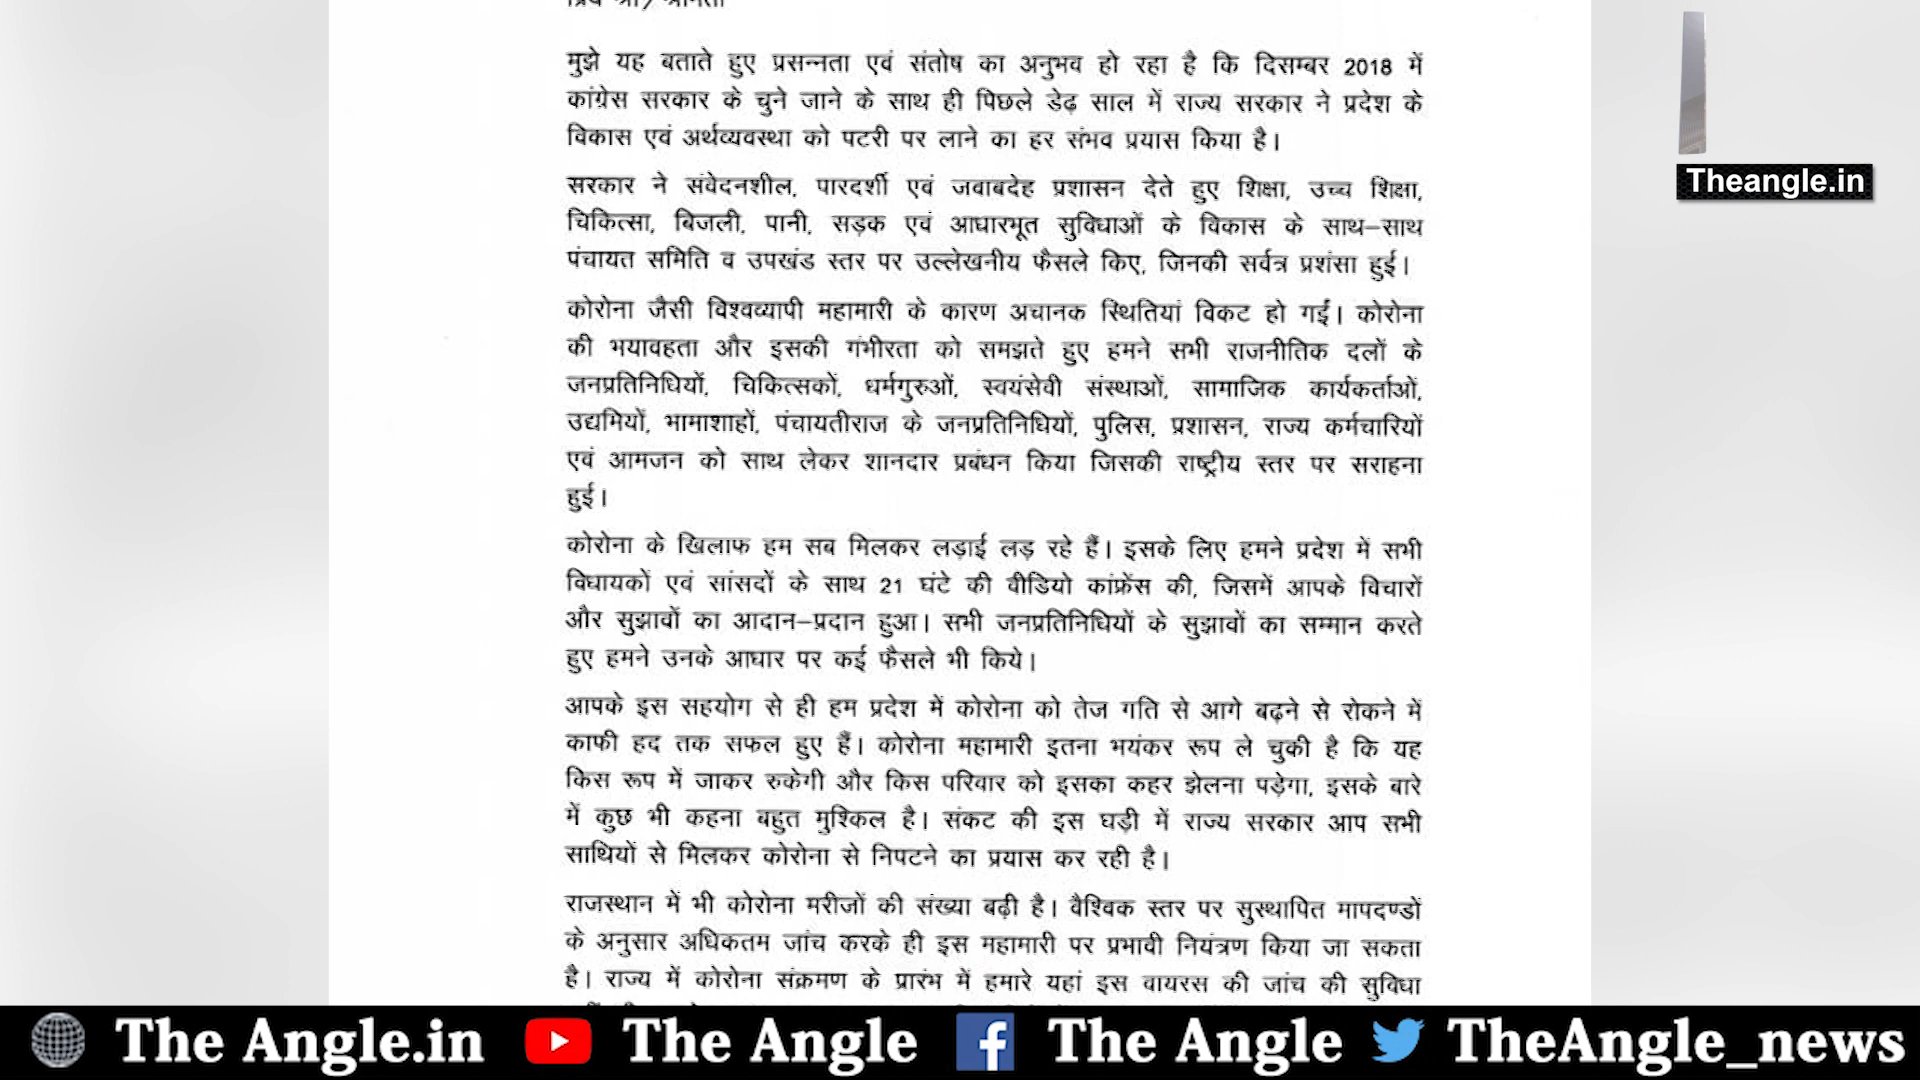 मुझे यह बताते हुए प्रसन्नता एवं संतोष का अनुभव हो रहा है कि दिसम्बर 2018 में
कांग्रेस सरकार के चुने जाने के साथ ही पिछले डेढ़ साल में राज्य सरकार ने प्रदेश के
विकास एवं अर्थव्यवस्था को पटरी पर लाने का हर संभव प्रयास किया है।
सरकार ने संवेदनशील, पारदर्शी एवं जवाबदेह प्रशासन देते हुए शिक्षा, उच्च शिक्षा,
चिकित्सा, बिजली, पानी, सड़क एवं आधारभूत सुविधाओं के विकास के साथ-साथ
पंचायत समिति व उपखंड स्तर पर उल्लेखनीय फैसले किए, जिनकी सर्वत्र प्रशंसा हुई।
कोरोना जैसी विश्वव्यापी महामारी के कारण अचानक स्थितियां विकट हो गईं। कोरोना
की भयावहता और इसकी गंभीरता को समझते हुए हमने सभी राजनीतिक दलों के
जनप्रतिनिधियों, चिकित्सकों, धर्मगुरुओं, स्वयंसेवी संस्थाओं, सामाजिक कार्यकर्ताओं,
उद्यमियों, भामाशाहों, पंचायतीराज के जनप्रतिनिधियों, पुलिस, प्रशासन, राज्य कर्मचारियों
एवं आमजन को साथ लेकर शानदार प्रबंधन किया जिसकी राष्ट्रीय स्तर पर सराहना
हुई।
कोरोना के खिलाफ हम सब मिलकर लड़ाई लड़ रहे हैं। इसके लिए हमने प्रदेश में सभी
विधायकों एवं सांसदों के साथ 21 घंटे की वीडियो कांफ्रेंस की, जिसमें आपके विचारों
और सुझावों का आदान-प्रदान हुआ। सभी जनप्रतिनिधियों के सुझावों का सम्मान करते
हुए हमने उनके आधार पर कई फैसले भी किये।
आपके इस सहयोग से ही हम प्रदेश में कोरोना को तेज गति से आगे बढ़ने से रोकने में
काफी हद तक सफल हुए हैं। कोरोना महामारी इतना भयंकर रूप ले चुकी है कि यह
किस रूप में जाकर रुकेगी और किस परिवार को इसका कहर झेलना पड़ेगा, इसके बारे
में कुछ भी कहना बहुत मुश्किल है। संकट की इस घड़ी में राज्य सरकार आप सभी
साथियों से मिलकर कोरोना से निपटने का प्रयास कर रही है।
राजस्थान में भी कोरोना मरीजों की संख्या बढ़ी है। वैश्विक स्तर पर सुस्थापित मापदण्डों
के अनुसार अधिकतम जांच करके ही इस महामारी पर प्रभावी नियंत्रण किया जा सकता
है। राज्य में कोरोना संक्रमण के प्रारंभ में हमारे यहां इस वायरस की जांच की सुविधा
Theangle.in
The Angle.in The Angle The Angle TheAngle_news